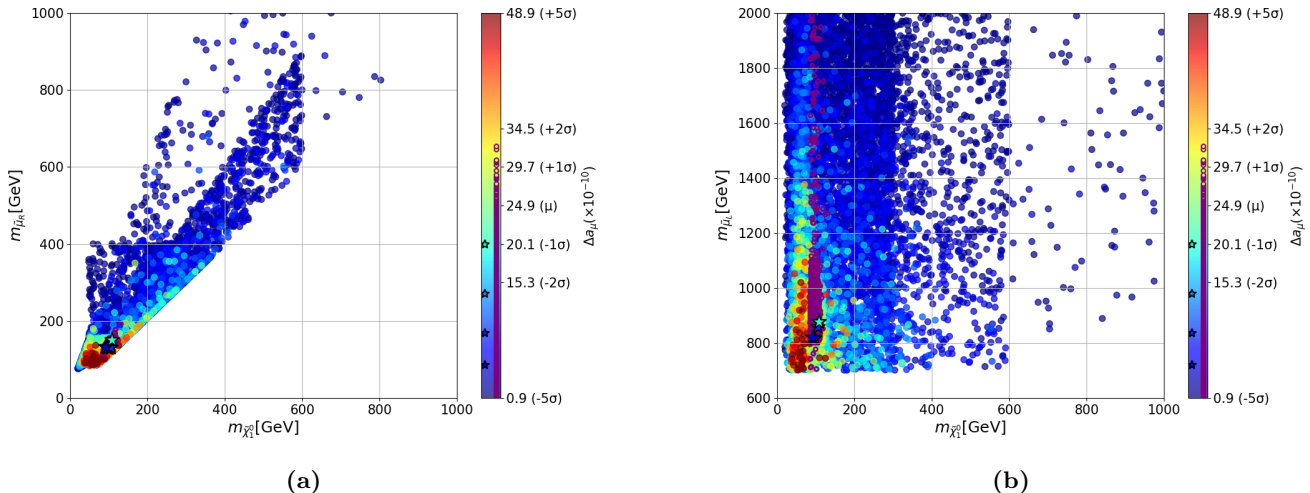 1000
800
600
400
200
0
m_{μ̃_R}[GeV]
0 200 400 600 800 1000
m_{χ̃_1^0}[GeV]
48.9 (+5σ)
34.5 (+2σ)
29.7 (+1σ)
24.9 (μ)
20.1 (-1σ)
15.3 (-2σ)
0.9 (-5σ)
Δa_μ(×10^{-10})
(a)
2000
1800
1600
1400
1200
1000
800
600
m_{μ̃_L}[GeV]
0 200 400 600 800 1000
m_{χ̃_1^0}[GeV]
48.9 (+5σ)
34.5 (+2σ)
29.7 (+1σ)
24.9 (μ)
20.1 (-1σ)
15.3 (-2σ)
0.9 (-5σ)
Δa_μ(×10^{-10})
(b)